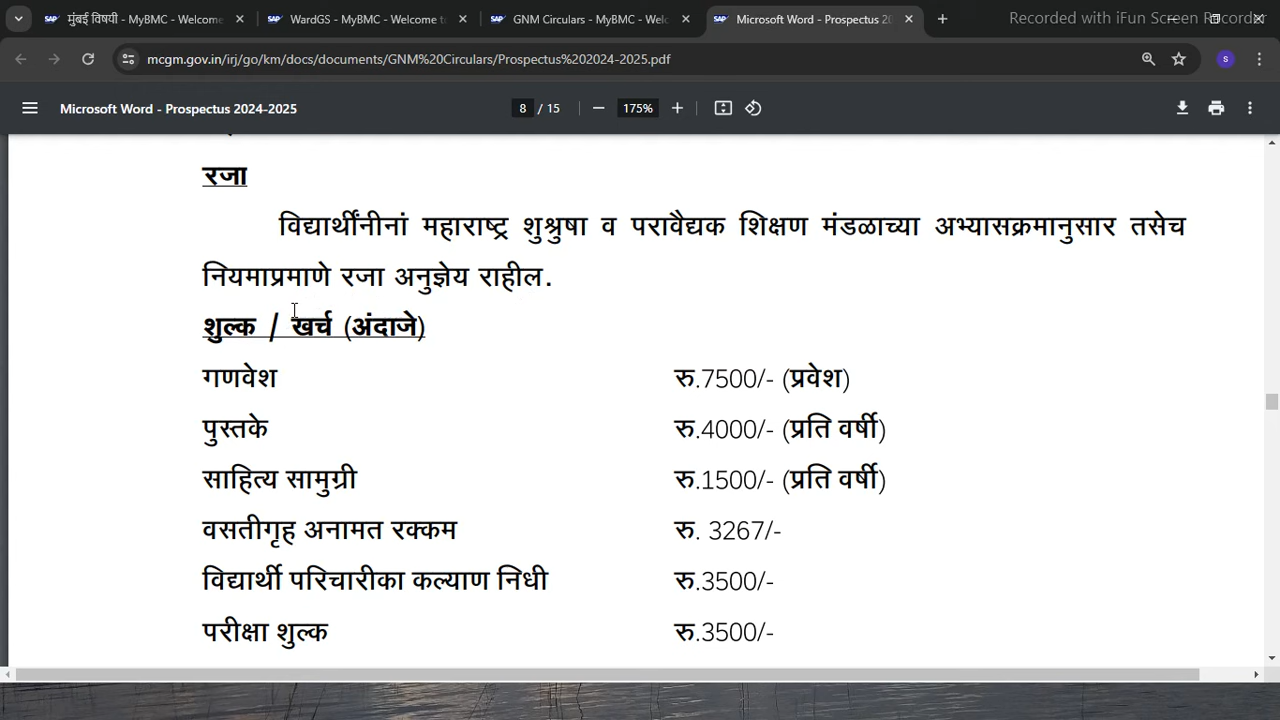 मुंबई विषयी - MyBMC - Welcome
WardGS - MyBMC - Welcome to
GNM Circulars - MyBMC - Welc
Microsoft Word - Prospectus 20
Recorded with iFun Screen Recorder
mcgm.gov.in/irj/go/km/docs/documents/GNM%20Circulars/Prospectus%202024-2025.pdf
S
Microsoft Word - Prospectus 2024-2025
8 / 15
175%
रजा
विद्यार्थींनीनां महाराष्ट्र शुश्रुषा व परावैद्यक शिक्षण मंडळाच्या अभ्यासक्रमानुसार तसेच
नियमाप्रमाणे रजा अनुज्ञेय राहील.
शुल्क / खर्च (अंदाजे)
गणवेश रु.7500/- (प्रवेश)
पुस्तके रु.4000/- (प्रति वर्षी)
साहित्य सामुग्री रु.1500/- (प्रति वर्षी)
वसतीगृह अनामत रक्कम रु. 3267/-
विद्यार्थी परिचारीका कल्याण निधी रु.3500/-
परीक्षा शुल्क रु.3500/-